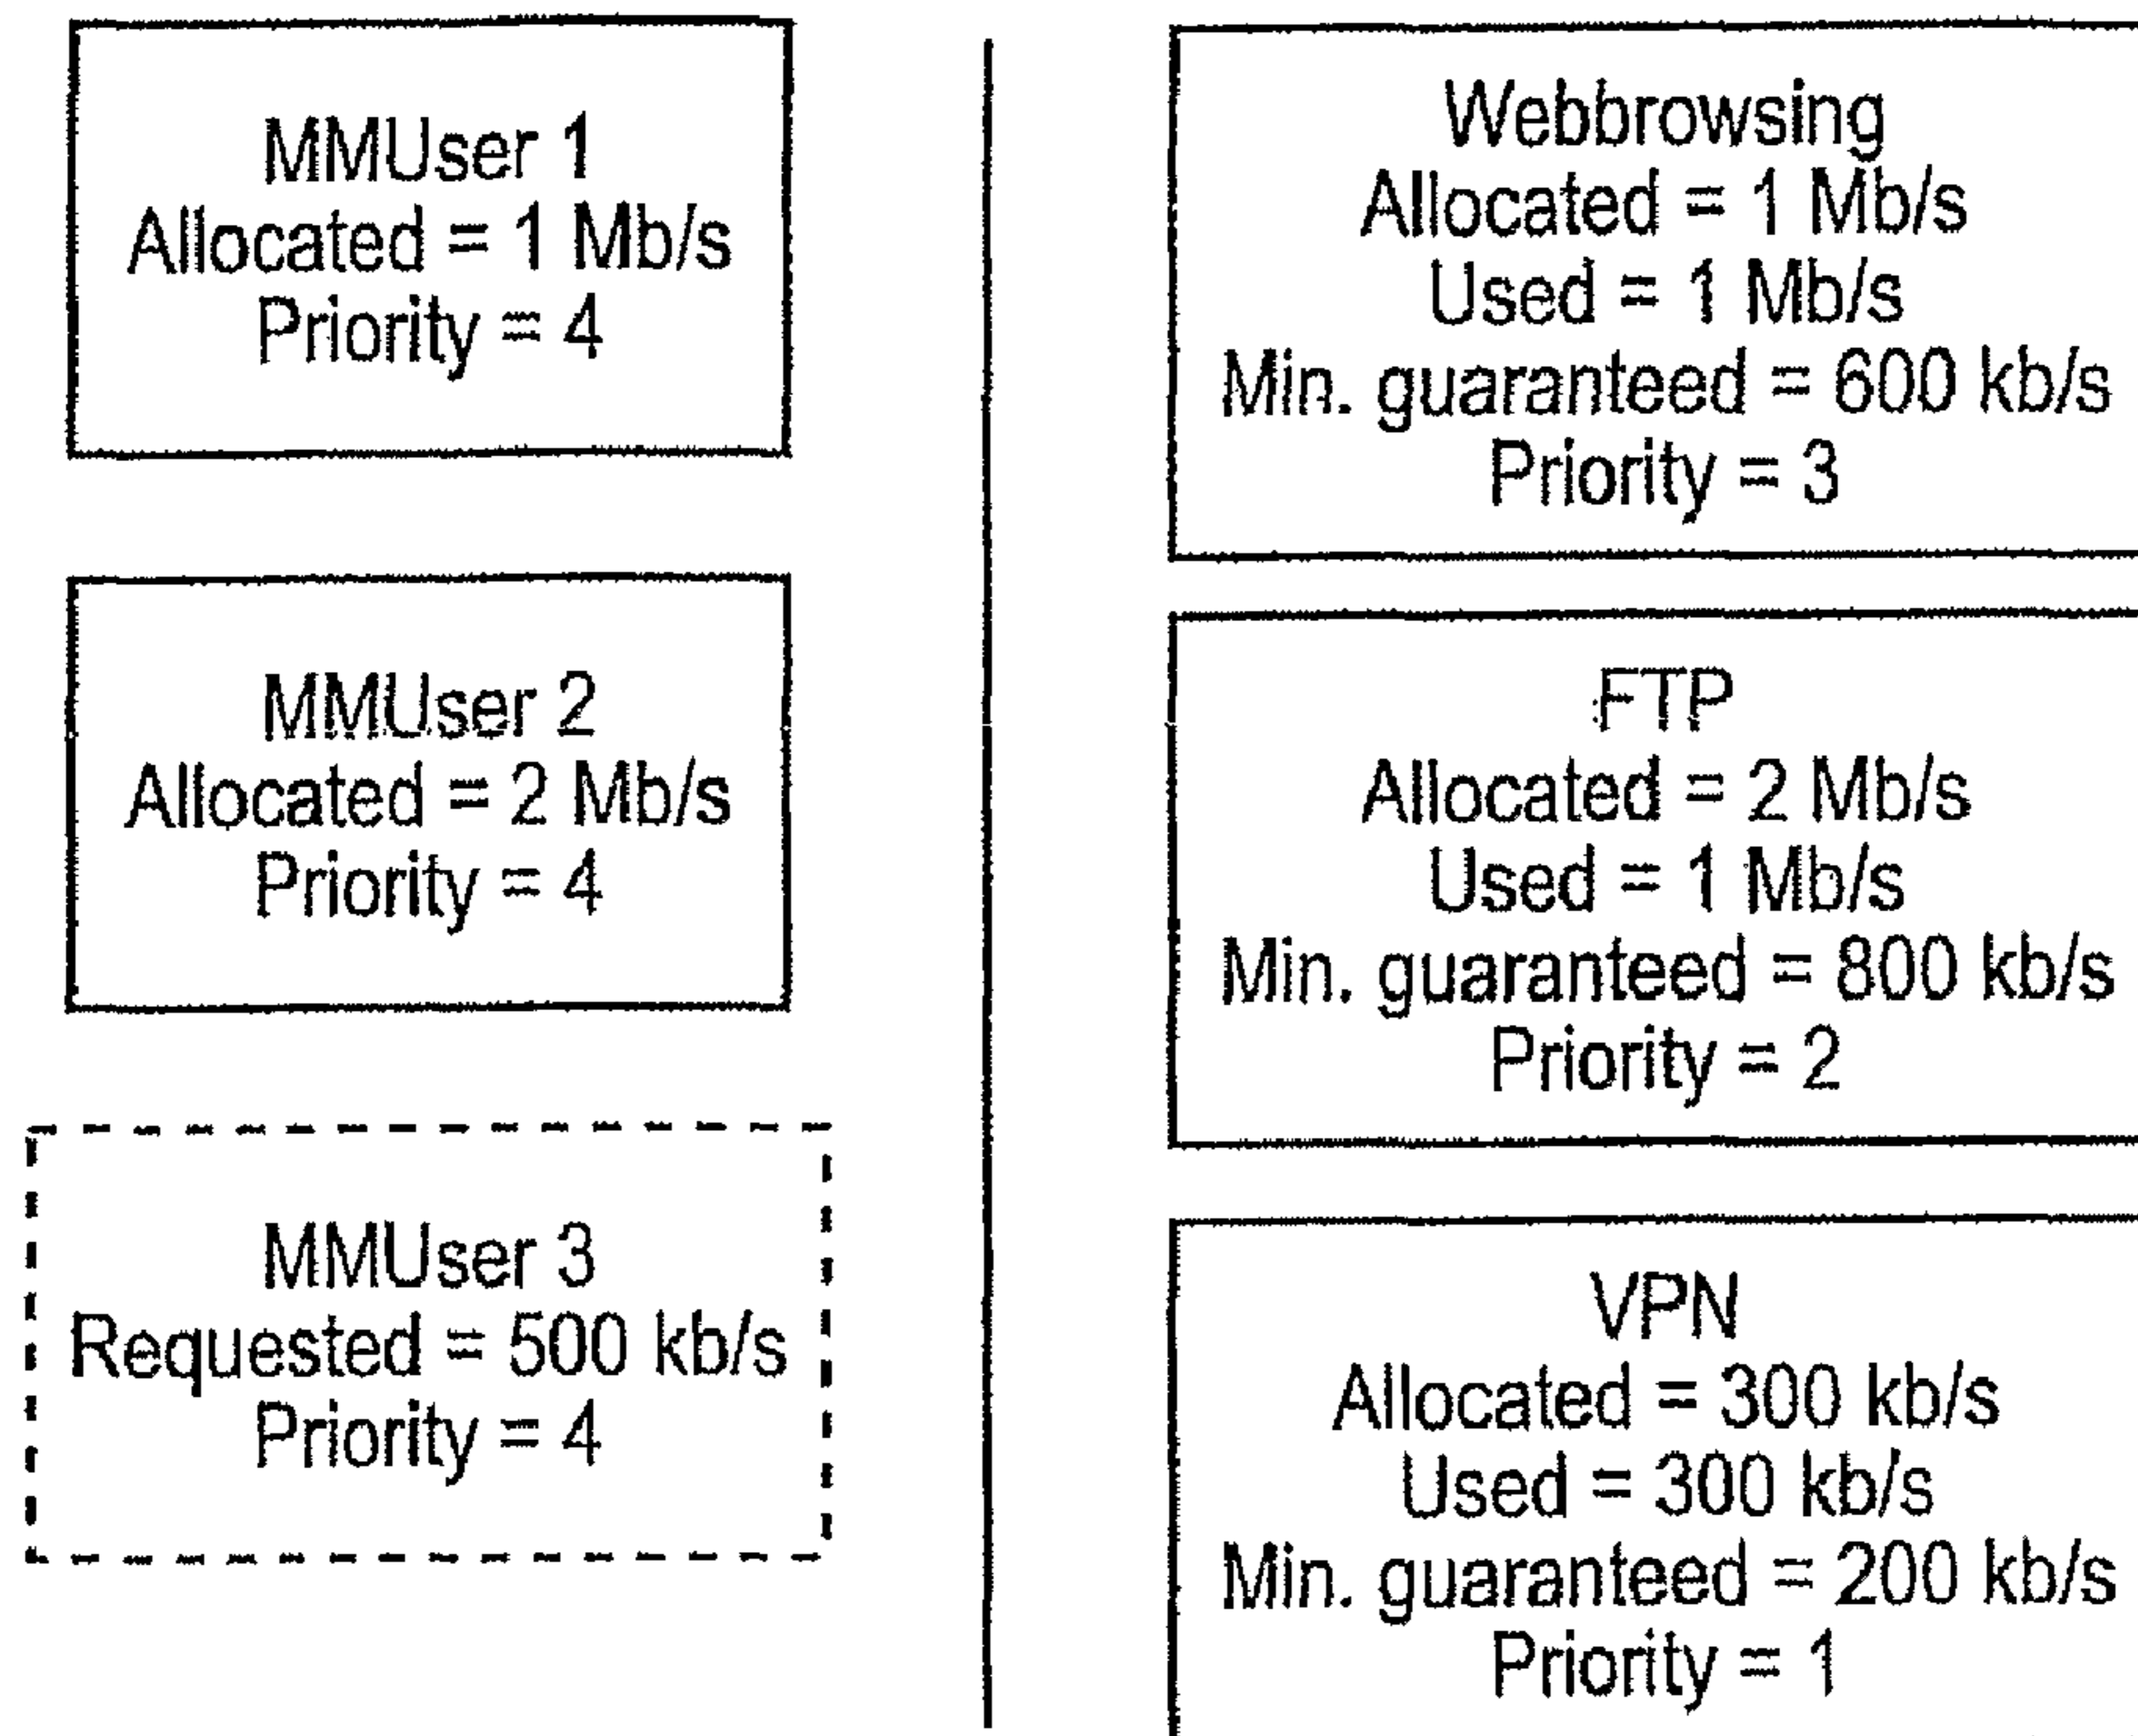 MMUser 1
Allocated = 1 Mb/s
Priority = 4
MMUser 2
Allocated = 2 Mb/s
Priority = 4
MMUser 3
Requested = 500 kb/s
Priority = 4
Webbrowsing
Allocated = 1 Mb/s
Used = 1 Mb/s
Min. guaranteed = 600 kb/s
Priority = 3
FTP
Allocated = 2 Mb/s
Used = 1 Mb/s
Min. guaranteed = 800 kb/s
Priority = 2
VPN
Allocated = 300 kb/s
Used = 300 kb/s
Min. guaranteed = 200 kb/s
Priority = 1